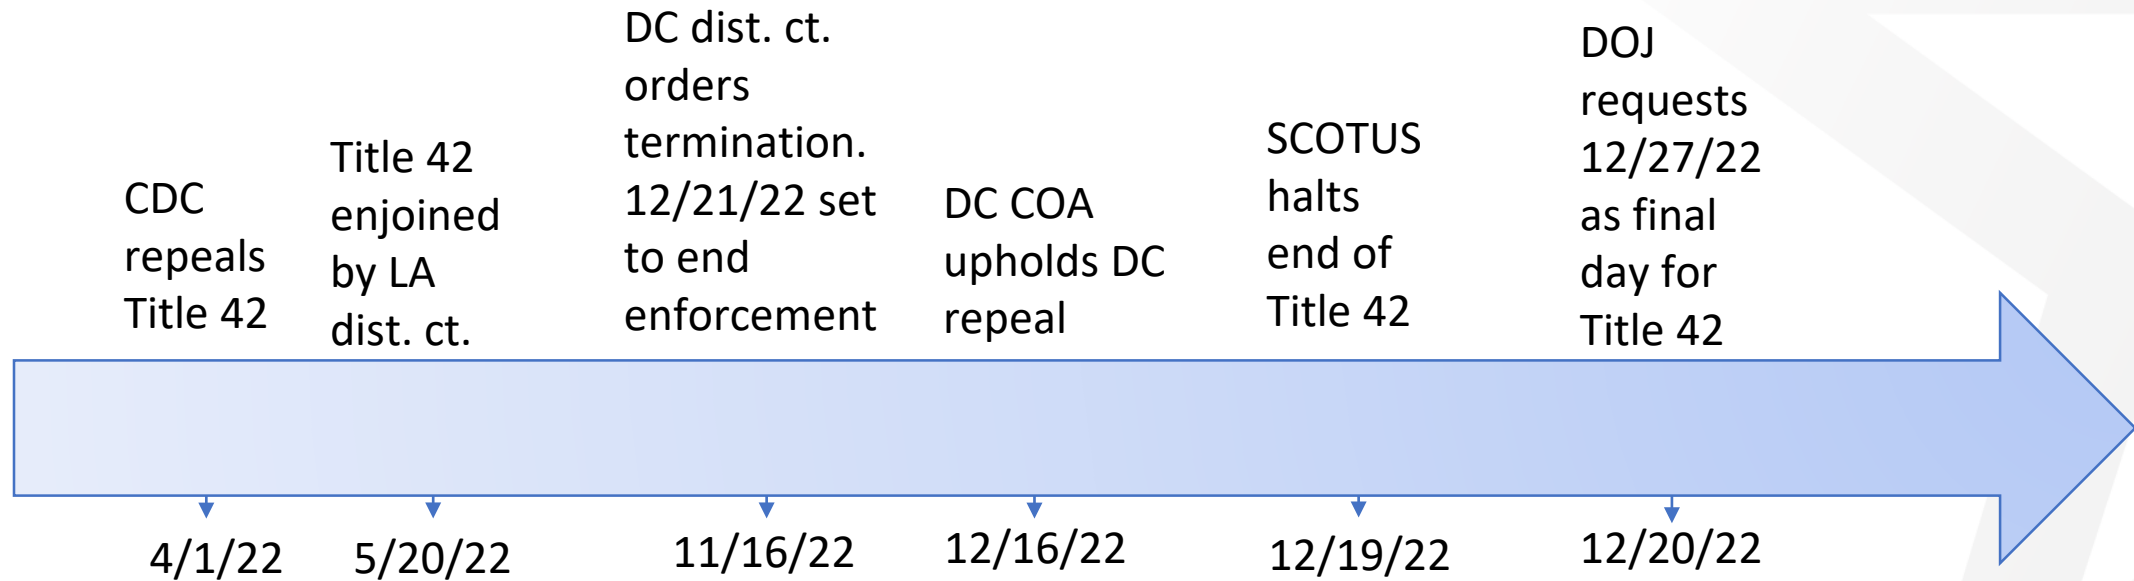 CDC
repeals
Title 42
Title 42
enjoined
by LA
dist. ct.
DC dist. ct.
orders
termination.
12/21/22 set
to end
enforcement
DC COA
upholds DC
repeal
SCOTUS
halts
end of
Title 42
DOJ
requests
12/27/22
as final
day for
Title 42
4/1/22
5/20/22
11/16/22
12/16/22
12/19/22
12/20/22